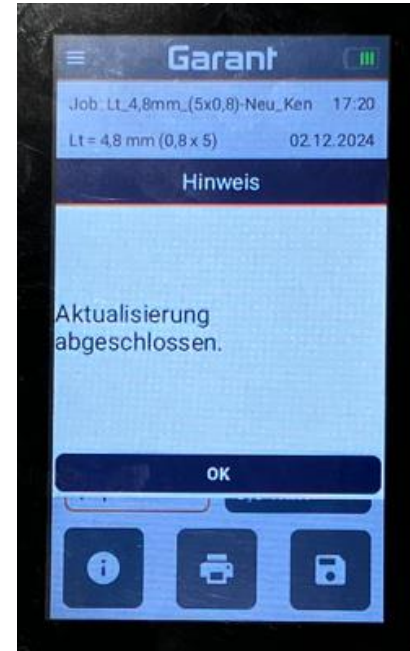 Garant
Job: Lt_4,8mm_(5x0,8)-Neu_Ken 17:20
Lt = 4,8 mm (0,8 x 5) 02.12.2024
Hinweis
Aktualisierung
abgeschlossen.
OK